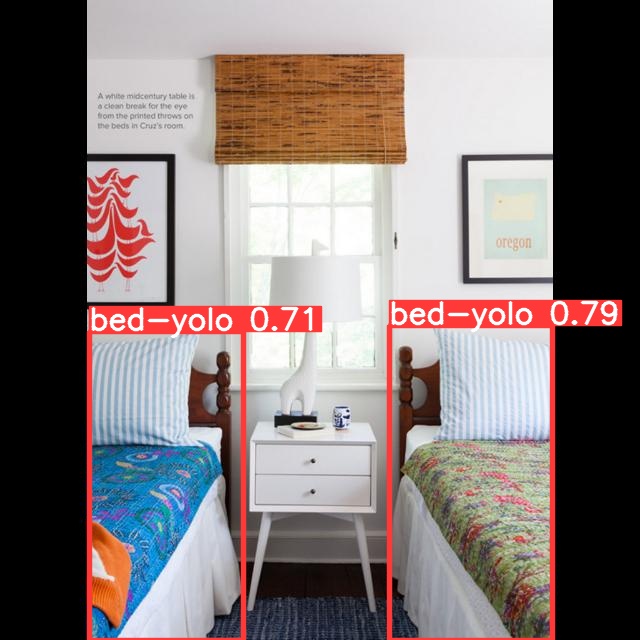 A white midcentury table is
a clean break for the eye
from the printed throws on
the beds in Cruz's room.
oregon
bed-yolo 0.71
bed-yolo 0.79